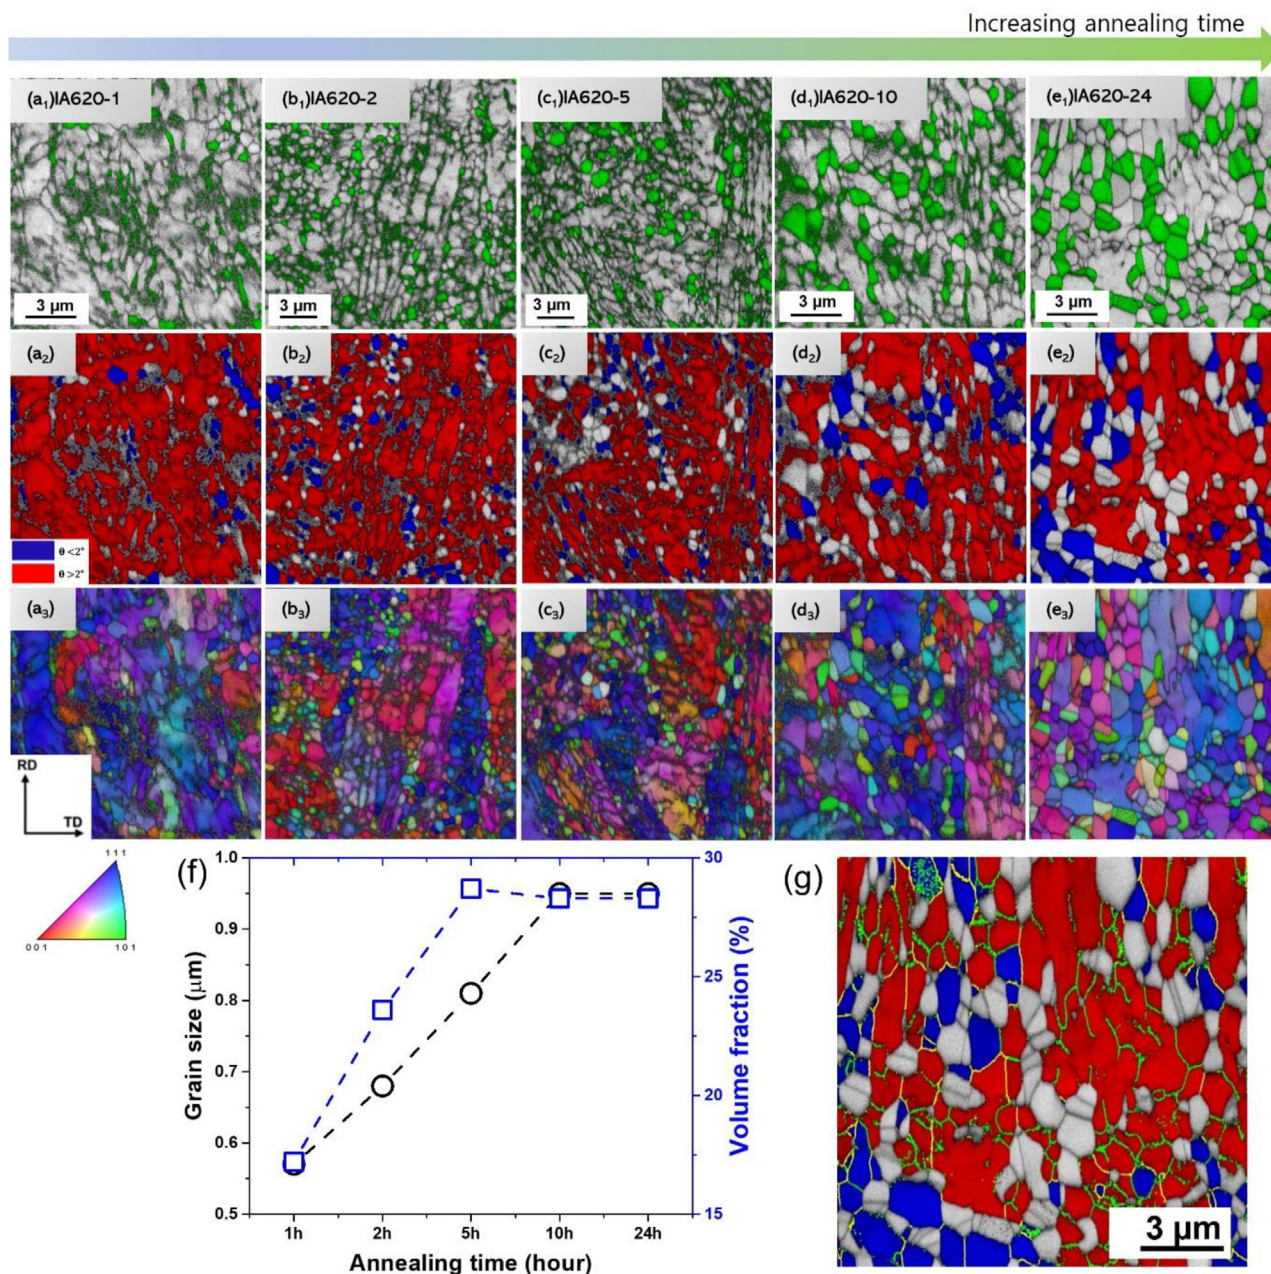 Increasing annealing time
(a₁)IA620-1
(b₁)IA620-2
(c₁)IA620-5
(d₁)IA620-10
(e₁)IA620-24
3 μm
3 μm
3 μm
3 μm
3 μm
(a₂)
(b₂)
(c₂)
(d₂)
(e₂)
θ <2°
θ >2°
(a₃)
(b₃)
(c₃)
(d₃)
(e₃)
RD
TD
111
001
101
(f)
1.0
0.9
0.8
0.7
0.6
0.5
Grain size (μm)
30
25
20
15
Volume fraction (%)
1h 2h 5h 10h 24h
Annealing time (hour)
(g)
3 μm